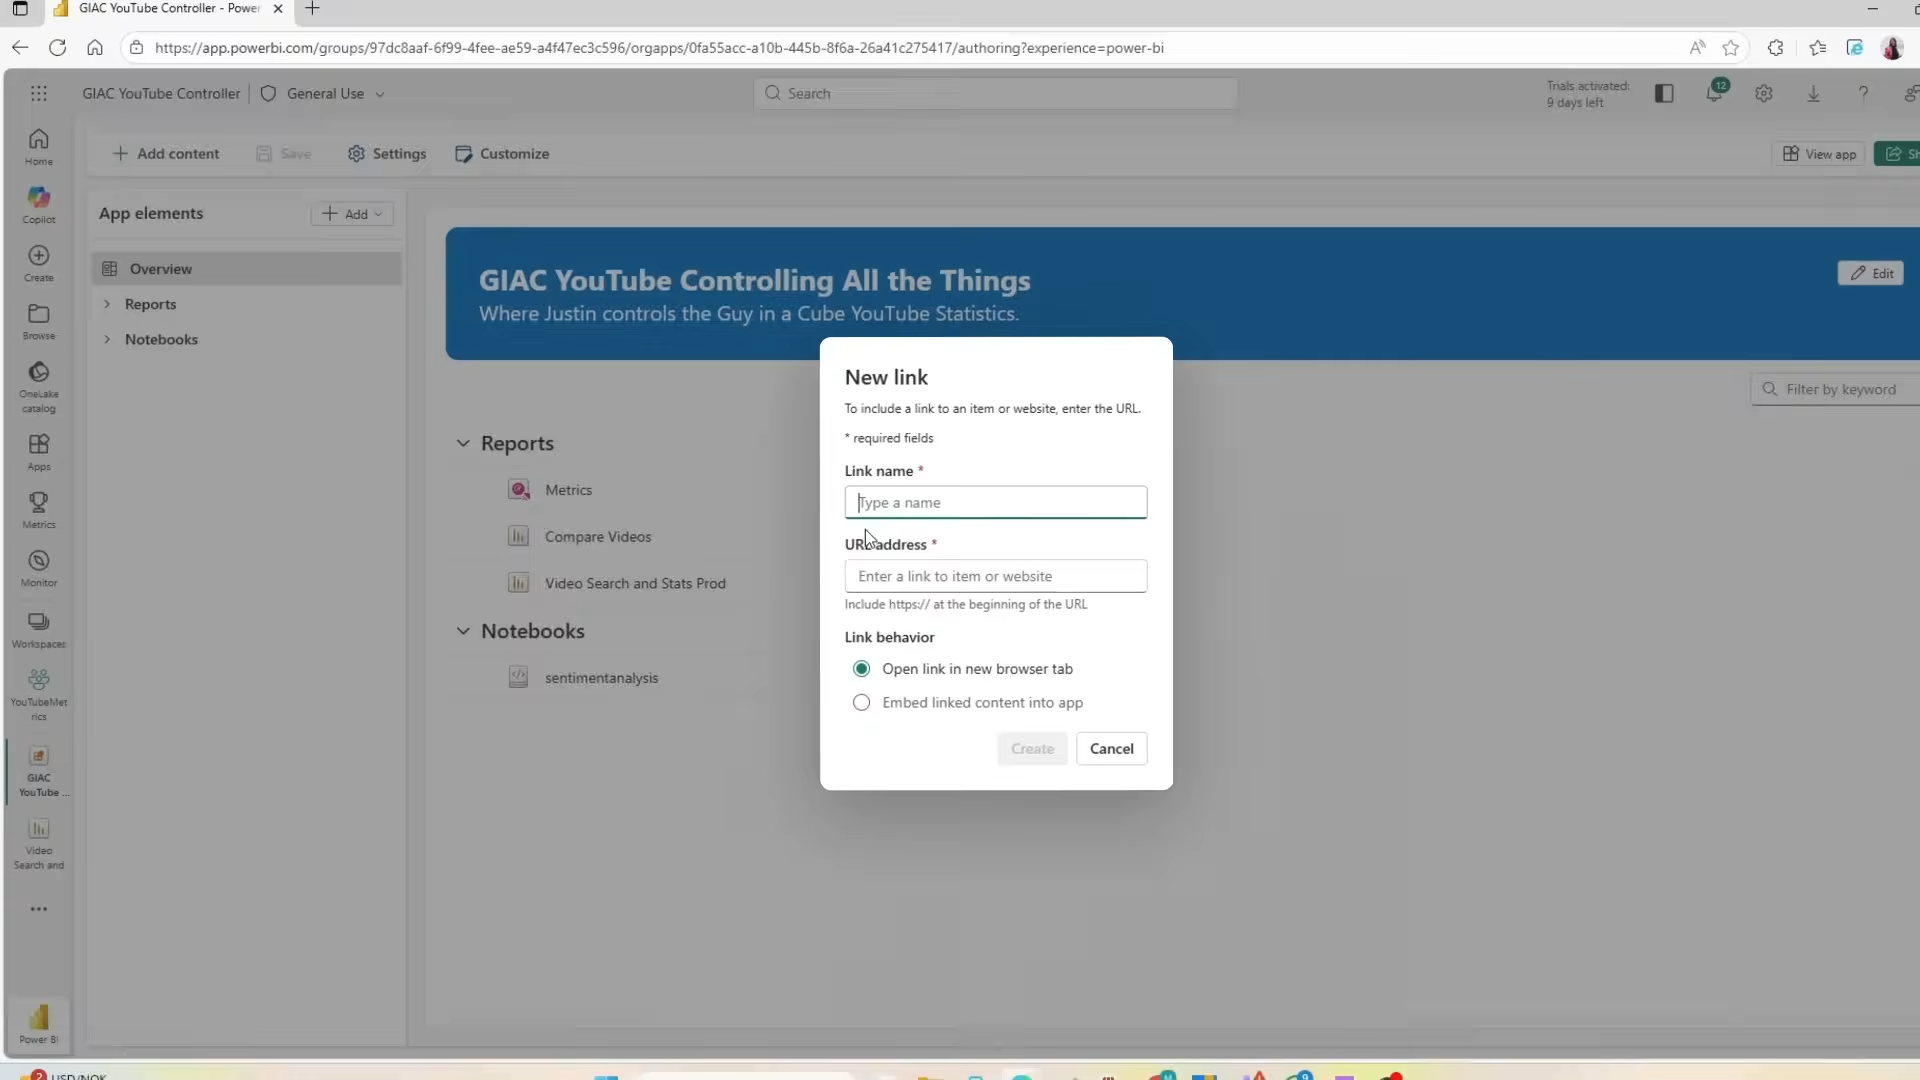 GIAC YouTube Controller - Power
https://app.powerbi.com/groups/97dc8aaf-6f99-4fee-ae59-a4f47ec3c596/orgapps/0fa55acc-a10b-445b-8f6a-26a41c275417/authoring?experience=power-bi
GIAC YouTube Controller
General Use
Search
Trials activated:
9 days left
12
Home
Copilot
Create
Browse
OneLake
catalog
Apps
Metrics
Monitor
Workspaces
YouTubeMet
rics
GIAC
YouTube ...
Video
Search and
Power BI
Add content
Save
Settings
Customize
View app
Sh
App elements
Add
Overview
Reports
Notebooks
GIAC YouTube Controlling All the Things
Where Justin controls the Guy in a Cube YouTube Statistics.
Edit
Filter by keyword
Reports
Metrics
Compare Videos
Video Search and Stats Prod
Notebooks
sentimentanalysis
New link
To include a link to an item or website, enter the URL.
* required fields
Link name *
Type a name
URL address *
Enter a link to item or website
Include https:// at the beginning of the URL
Link behavior
Open link in new browser tab
Embed linked content into app
Create
Cancel
2
USD/NOK
9